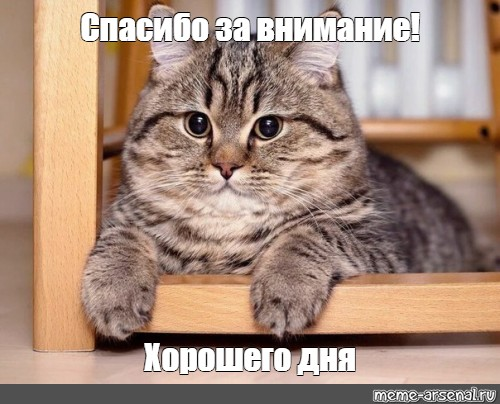 Спасибо за внимание!
Хорошего дня
meme-arsenal.ru